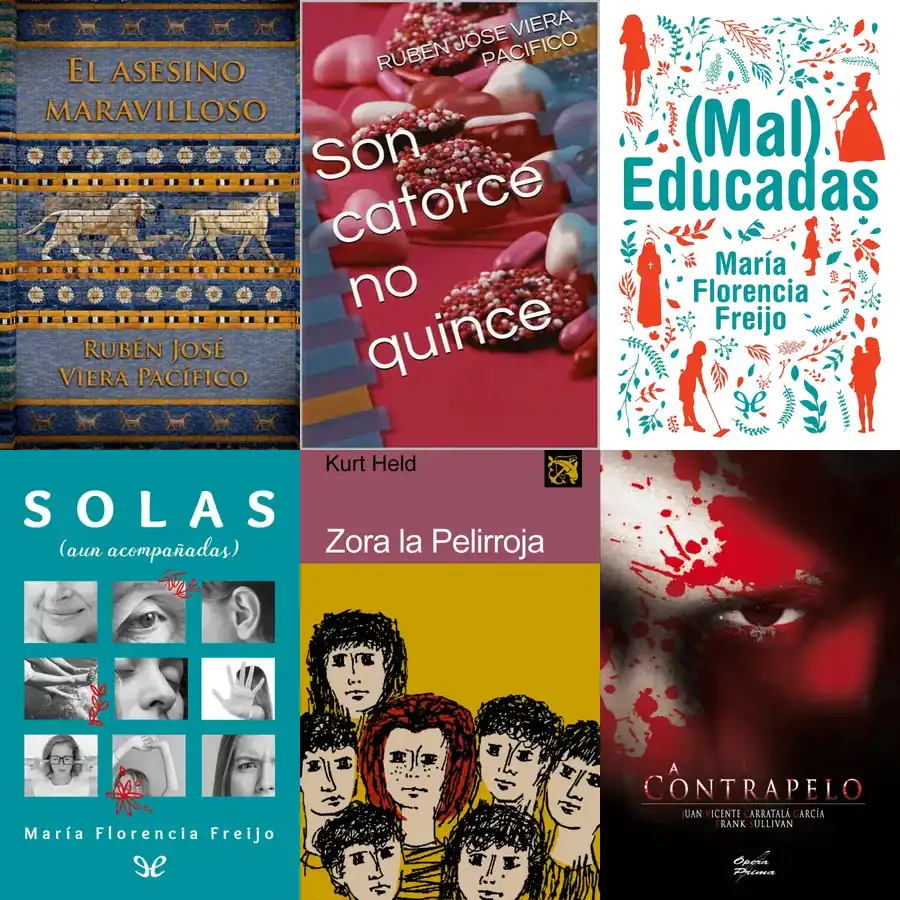 EL ASESINO
MARAVILLOSO
RUBÉN JOSÉ
VIERA PACÍFICO
RUBEN JOSE VIERA
PACIFICO
Son
catorce
no
quince
(Mal)
Educadas
María
Florencia
Freijo
SOLAS
(aun acompañadas)
María Florencia Freijo
Kurt Held
Zora la Pelirroja
A
CONTRAPELO
JUAN VICENTE CARRATALÁ GARCÍA
FRANK SULLIVAN
Opera
Prima